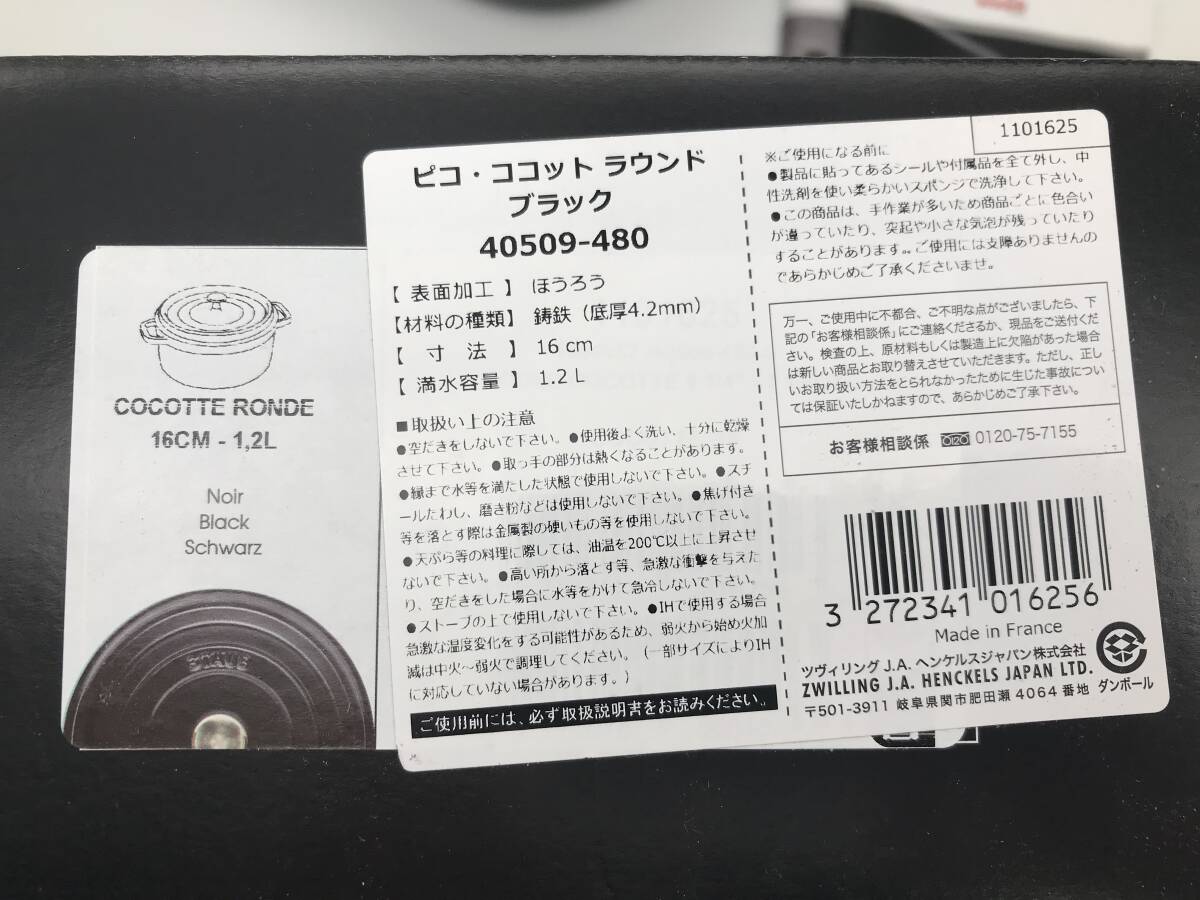 COCOTTE RONDE
16CM - 1,2L
Noir
Black
Schwarz
STAUB
ピコ・ココット ラウンド
ブラック
40509-480
【 表面加工 】 ほうろう
【材料の種類】 鋳鉄（底厚4.2mm）
【 寸 法 】 16 cm
【 満水容量 】 1.2 L
■取扱い上の注意
●空だきをしないで下さい。●使用後よく洗い、十分に乾燥
させて下さい。●取っ手の部分は熱くなることがあります。
●縁まで水等を満たした状態で使用しないで下さい。●スチ
ールたわし、磨き粉などは使用しないで下さい。●焦げ付き
等を落とす際は金属製の硬いもの等を使用しないで下さい。
●天ぷら等の料理に際しては、油温を200℃以上に上昇させ
ないで下さい。●高い所から落とす等、急激な衝撃を与えた
り、空だきをした場合に水等をかけて急冷しないで下さい。
●ストーブの上で使用しないで下さい。●IHで使用する場合
急激な温度変化をする可能性があるため、弱火から始め火加
減は中火～弱火で調理してください。（一部サイズによりIH
に対応していない場合があります。）
ご使用前には、必ず取扱説明書をお読みください。
1101625
※ご使用になる前に
●製品に貼ってあるシールや付属品を全て外し、中
性洗剤を使い柔らかいスポンジで洗浄して下さい。
●この商品は、手作業が多いため商品ごとに色合い
が違っていたり、突起や小さな気泡が残っていたり
することがあります。。ご使用には支障ありませんの
であらかじめご了承くださいませ。
万一、ご使用中に不都合、ご不明な点がございましたら、下
記の「お客様相談係」にご連絡くださるか、現品をご送付くだ
さい。検査の上、原材料もしくは製造上に欠陥があった場合
は新しい商品とお取り替えさせていただきます。ただし、正し
いお取り扱い方法をとられなかったために生じた事故につい
ては保証いたしかねますので、あらかじめご了承下さい。
お客様相談係 0120-75-7155
3 272341 016256
Made in France
ツヴィリング J.A. ヘンケルスジャパン株式会社
ZWILLING J.A. HENCKELS JAPAN LTD.
〒501-3911 岐阜県関市肥田瀬 4064 番地 ダンボール